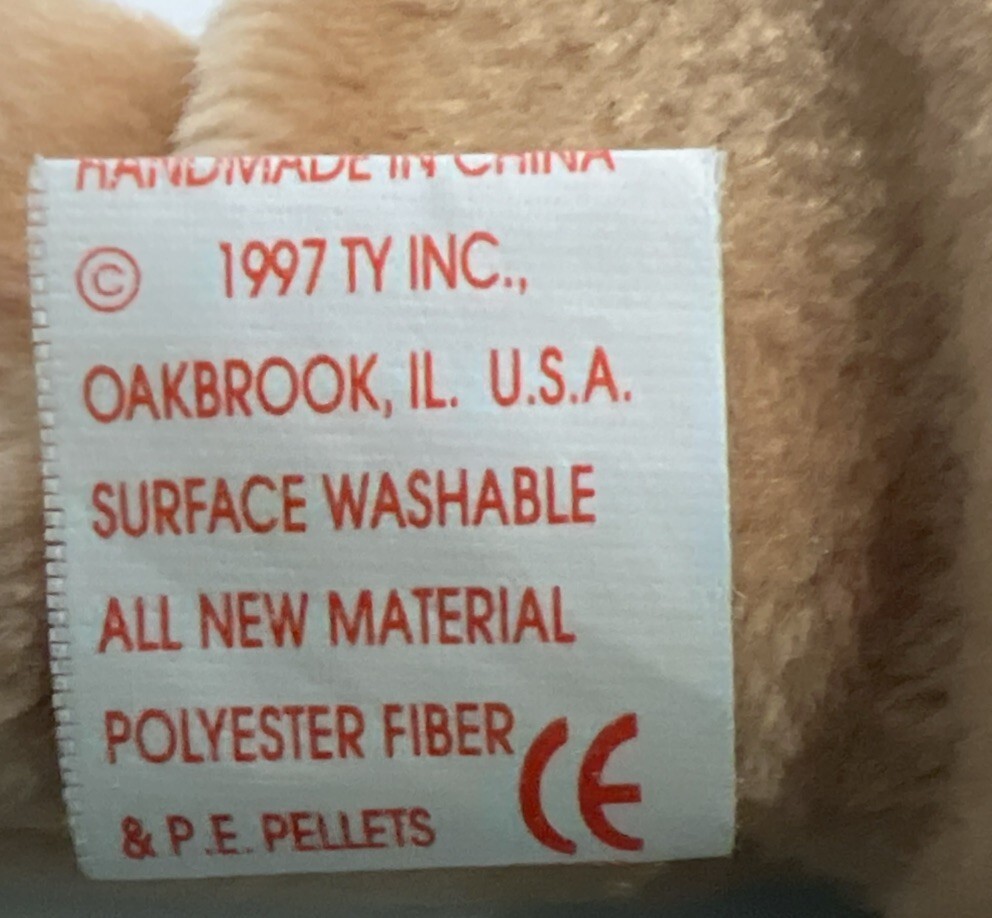 HANDMADE IN CHINA
© 1997 TY INC.,
OAKBROOK, IL. U.S.A.
SURFACE WASHABLE
ALL NEW MATERIAL
POLYESTER FIBER
& P.E. PELLETS
CE